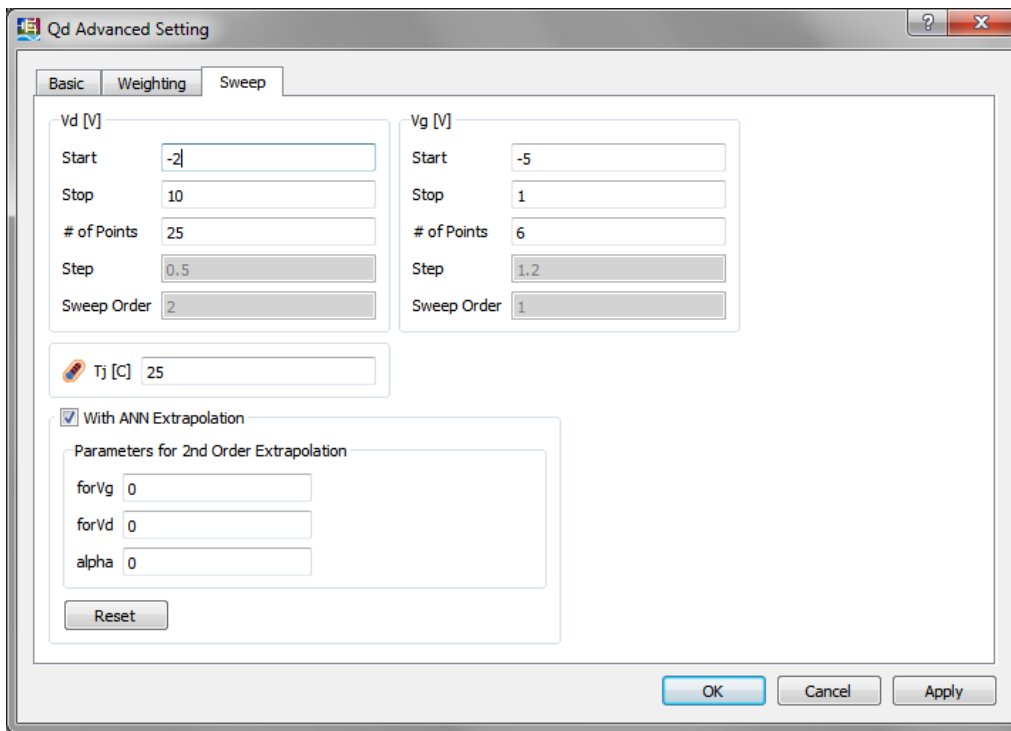 Qd Advanced Setting
Basic Weighting Sweep
Vd [V]
Start -2
Stop 10
# of Points 25
Step 0.5
Sweep Order 2
Vg [V]
Start -5
Stop 1
# of Points 6
Step 1.2
Sweep Order 1
Tj [C] 25
With ANN Extrapolation
Parameters for 2nd Order Extrapolation
forVg 0
forVd 0
alpha 0
Reset
OK Cancel Apply